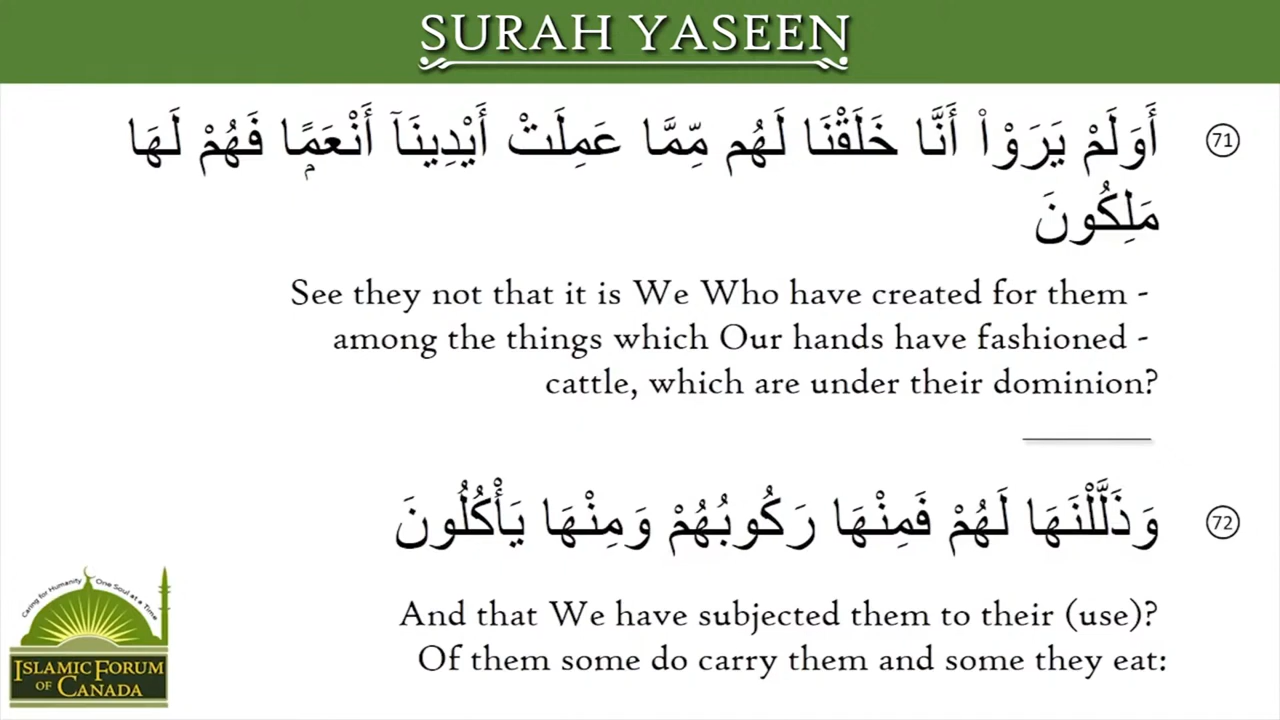 SURAH YASEEN
أَوَلَمْ يَرَوْا۟ أَنَّا خَلَقْنَا لَهُم مِّمَّا عَمِلَتْ أَيْدِينَآ أَنْعَـٰمًۭا فَهُمْ لَهَا
71
مَـٰلِكُونَ
See they not that it is We Who have created for them -
among the things which Our hands have fashioned -
cattle, which are under their dominion?
وَذَلَّلْنَهَا لَهُمْ فَمِنْهَا رَكُوبُهُمْ وَمِنْهَا يَأْكُلُونَ
72
And that We have subjected them to their (use)?
Of them some do carry them and some they eat:
Caring for Humanity One Soul at a Time
ISLAMIC FORUM
OF CANADA